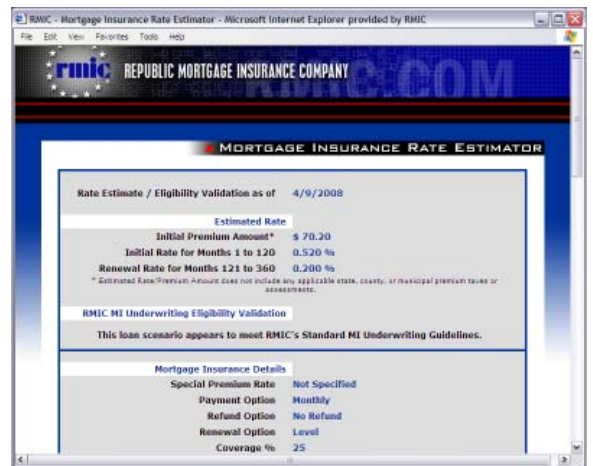 RMIC - Mortgage Insurance Rate Estimator - Microsoft Internet Explorer provided by RMIC
File Edit View Favorites Tools Help
rmic REPUBLIC MORTGAGE INSURANCE COMPANY
RMIC.COM
MORTGAGE INSURANCE RATE ESTIMATOR
Rate Estimate / Eligibility Validation as of 4/9/2008
Estimated Rate
Initial Premium Amount* $ 70.20
Initial Rate for Months 1 to 120 0.520 %
Renewal Rate for Months 121 to 360 0.200 %
* Estimated Rate/Premium Amount does not include any applicable state, county, or municipal premium taxes or
assessments.
RMIC MI Underwriting Eligibility Validation
This loan scenario appears to meet RMIC's Standard MI Underwriting Guidelines.
Mortgage Insurance Details
Special Premium Rate Not Specified
Payment Option Monthly
Refund Option No Refund
Renewal Option Level
Coverage % 25